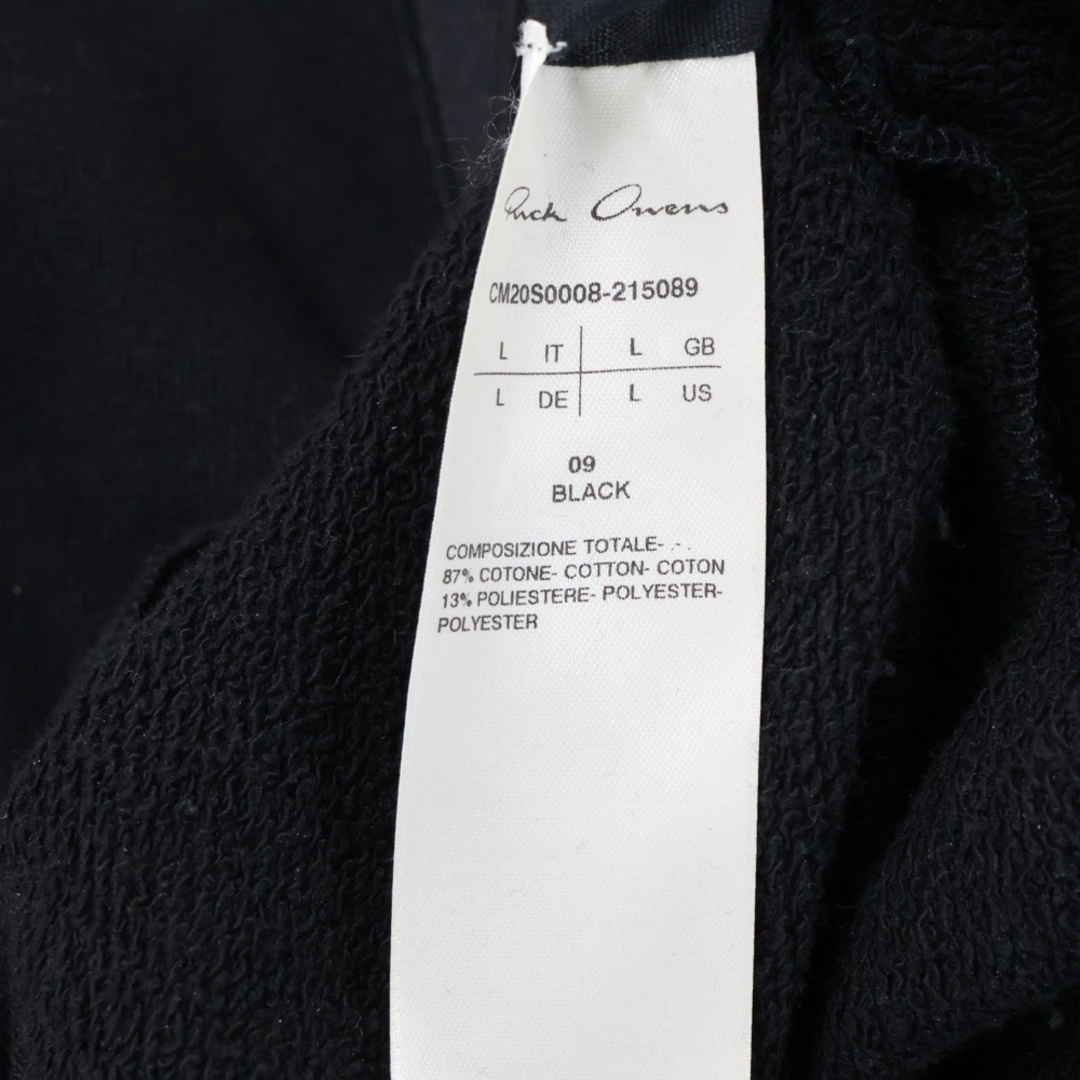 Rick Owens
CM20S0008-215089
L IT L GB
L DE L US
09
BLACK
COMPOSIZIONE TOTALE- - -
87% COTONE- COTTON- COTON
13% POLIESTERE- POLYESTER-
POLYESTER